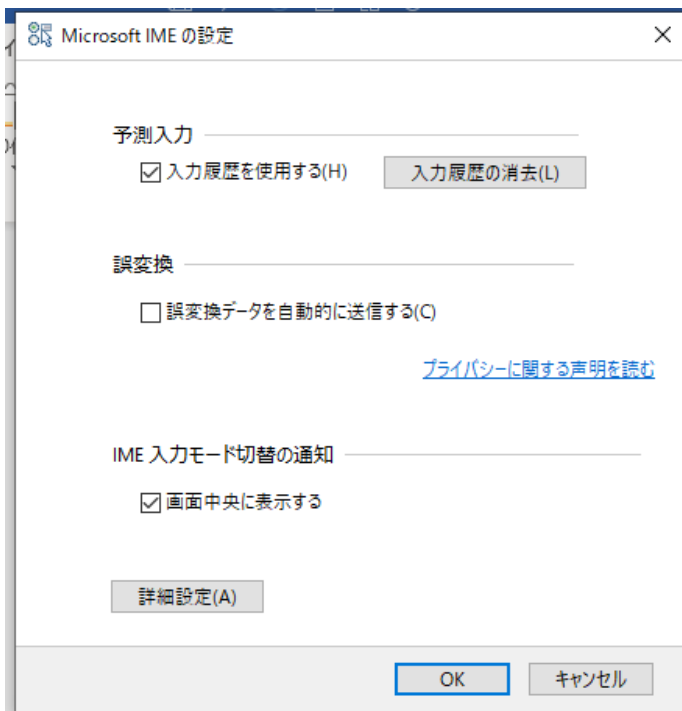 Microsoft IME の設定
予測入力
入力履歴を使用する(H)
入力履歴の消去(L)
誤変換
誤変換データを自動的に送信する(C)
プライバシーに関する声明を読む
IME 入力モード切替の通知
画面中央に表示する
詳細設定(A)
OK
キャンセル